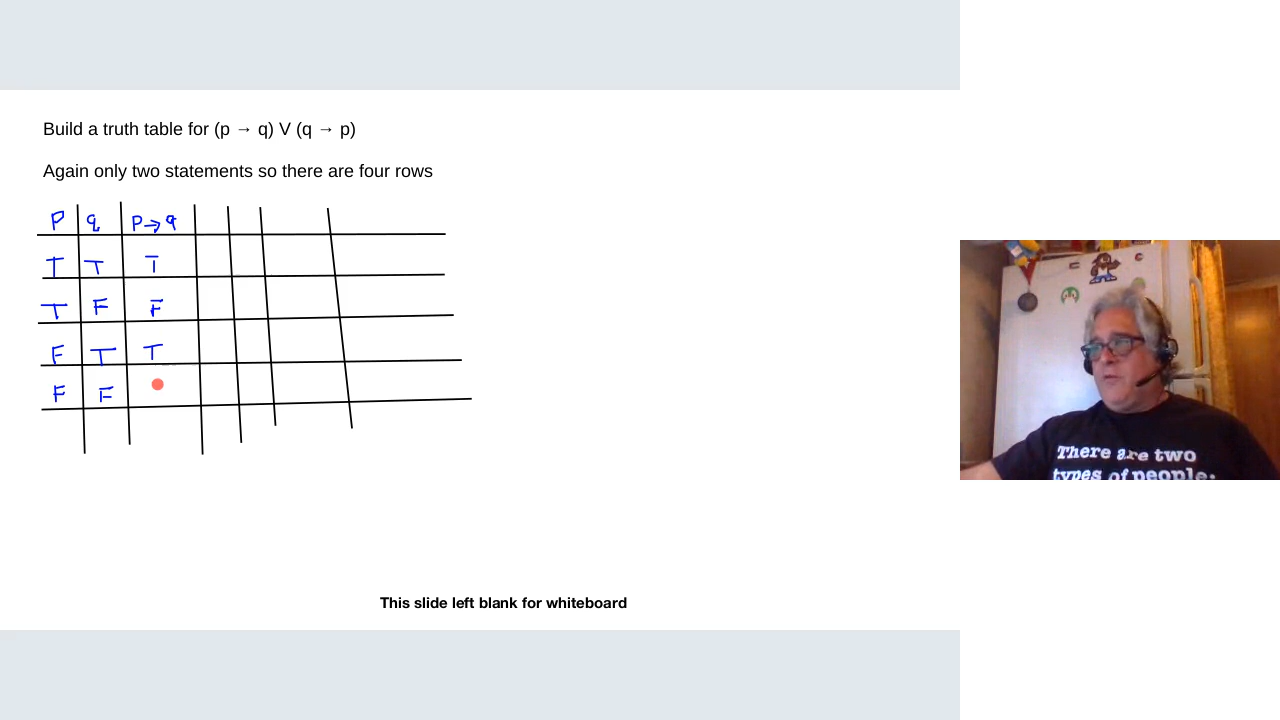 Build a truth table for (p → q) V (q → p)
Again only two statements so there are four rows
P q P→q
T T T
T F F
F T T
F F
There are two
types of people:
This slide left blank for whiteboard